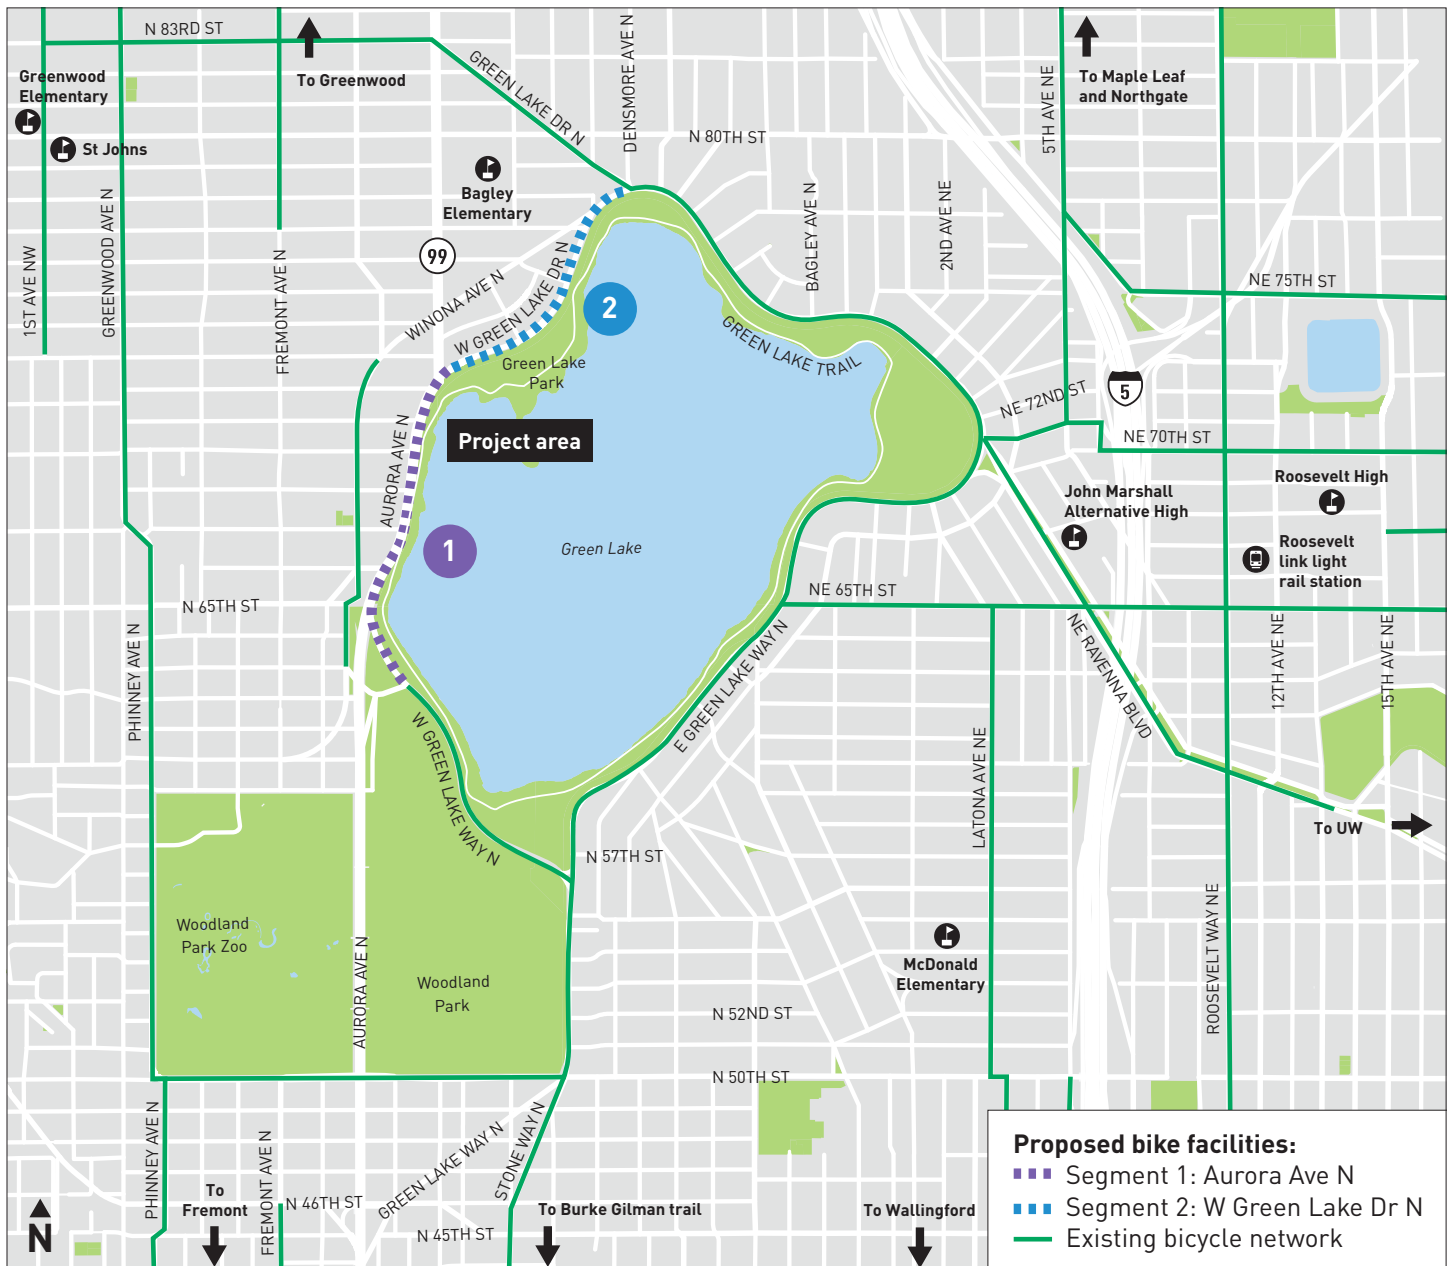 N 83RD ST
To Greenwood
GREEN LAKE DR N
DENSMORE AVE N
5TH AVE NE
To Maple Leaf
and Northgate
Greenwood
Elementary
St Johns
N 80TH ST
Bagley
Elementary
GREENWOOD AVE N
1ST AVE NW
FREMONT AVE N
99
WINONA AVE N
W GREEN LAKE DR N
BAGLEY AVE N
2ND AVE NE
NE 75TH ST
2
GREEN LAKE TRAIL
Green Lake
Park
5
NE 72ND ST
NE 70TH ST
AURORA AVE N
Project area
Roosevelt High
John Marshall
Alternative High
1
Green Lake
Roosevelt
link light
rail station
N 65TH ST
NE 65TH ST
PHINNEY AVE N
E GREEN LAKE WAY N
NE RAVENNA BLVD
12TH AVE NE
15TH AVE NE
W GREEN LAKE WAY N
LATONA AVE NE
To UW
N 57TH ST
Woodland
Park Zoo
AURORA AVE N
Woodland
Park
McDonald
Elementary
ROOSEVELT WAY NE
N 52ND ST
N 50TH ST
PHINNEY AVE N
FREMONT AVE N
To
Fremont
N 46TH ST
GREEN LAKE WAY N
STONE WAY N
N 45TH ST
To Burke Gilman trail
To Wallingford
N
Proposed bike facilities:
Segment 1: Aurora Ave N
Segment 2: W Green Lake Dr N
Existing bicycle network